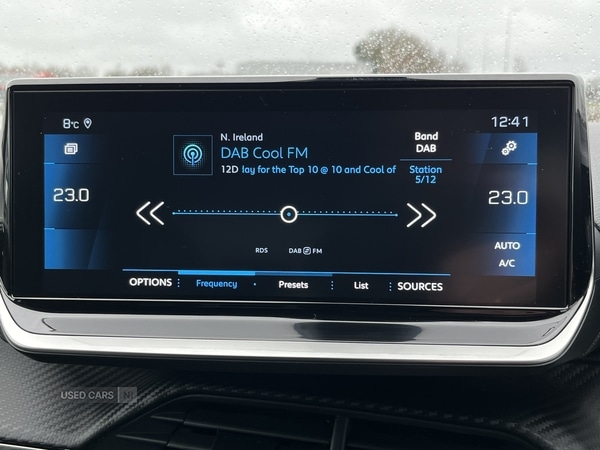 8°C
12:41
N. Ireland
DAB Cool FM
12D lay for the Top 10 @ 10 and Cool of
Band
DAB
Station
5/12
23.0
23.0
RDS
DAB FM
AUTO
A/C
OPTIONS
Frequency
Presets
List
SOURCES
USED CARS NI